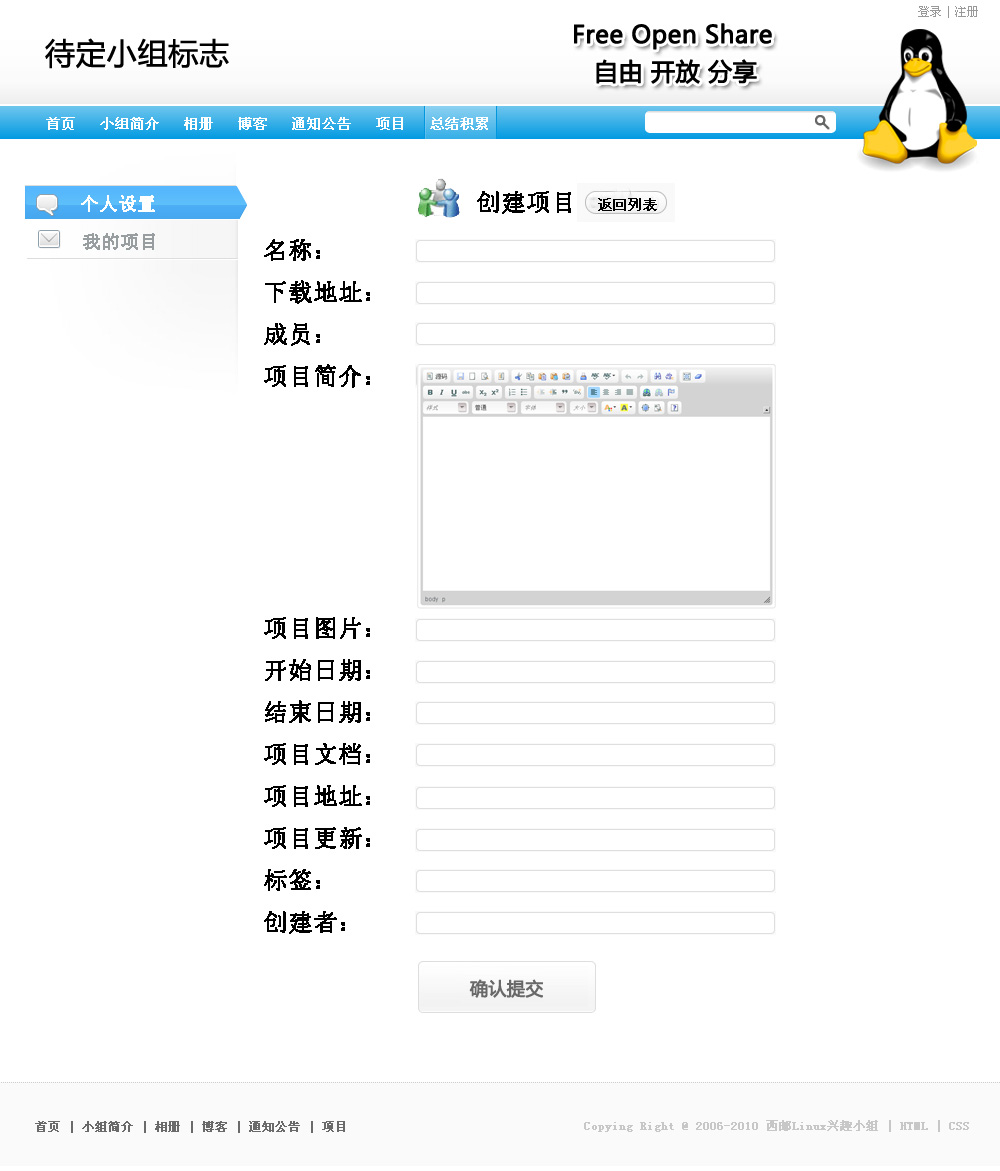 登录 | 注册
待定小组标志
Free Open Share
自由 开放 分享
首页 小组简介 相册 博客 通知公告 项目 总结积累
个人设置
我的项目
创建项目 返回列表
名称：
下载地址：
成员：
项目简介：
源码
B I U abc X₂ X²
样式 普通 字体 大小
body p
项目图片：
开始日期：
结束日期：
项目文档：
项目地址：
项目更新：
标签：
创建者：
确认提交
首页 | 小组简介 | 相册 | 博客 | 通知公告 | 项目
Copying Right @ 2006-2010 西邮Linux兴趣小组 | HTML | CSS